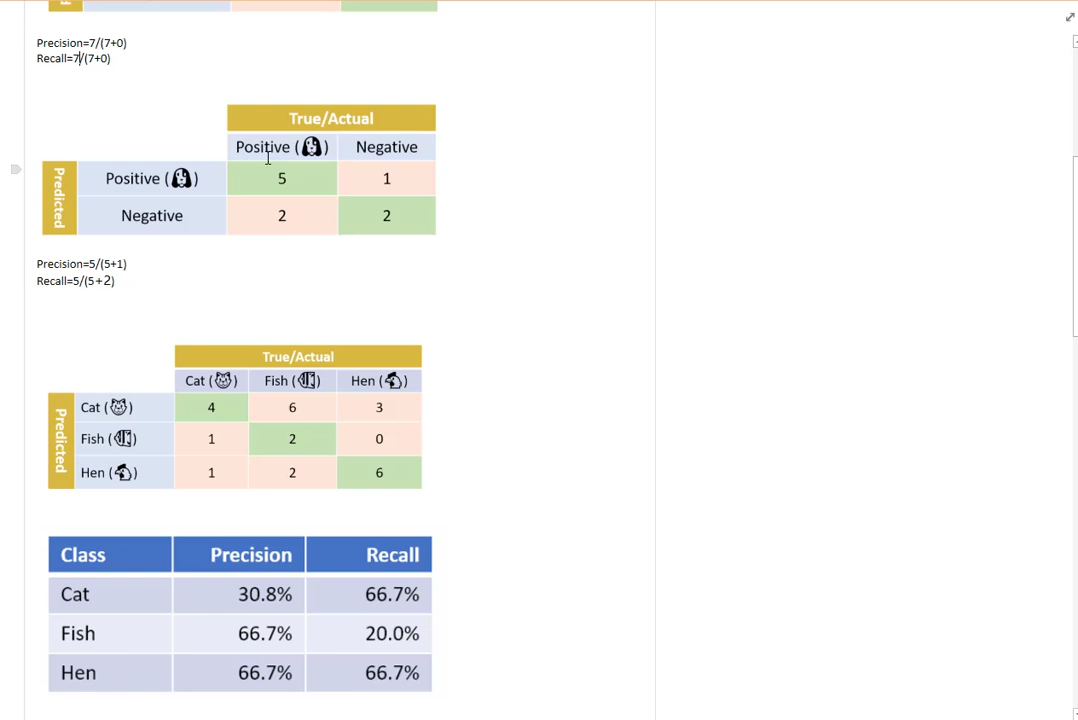 Precision=7/(7+0)
Recall=7/(7+0)
True/Actual
Positive ( ) Negative
Predicted
Positive ( ) 5 1
Negative 2 2
Precision=5/(5+1)
Recall=5/(5+2)
True/Actual
Cat ( ) Fish ( ) Hen ( )
Predicted
Cat ( ) 4 6 3
Fish ( ) 1 2 0
Hen ( ) 1 2 6
Class Precision Recall
Cat 30.8% 66.7%
Fish 66.7% 20.0%
Hen 66.7% 66.7%